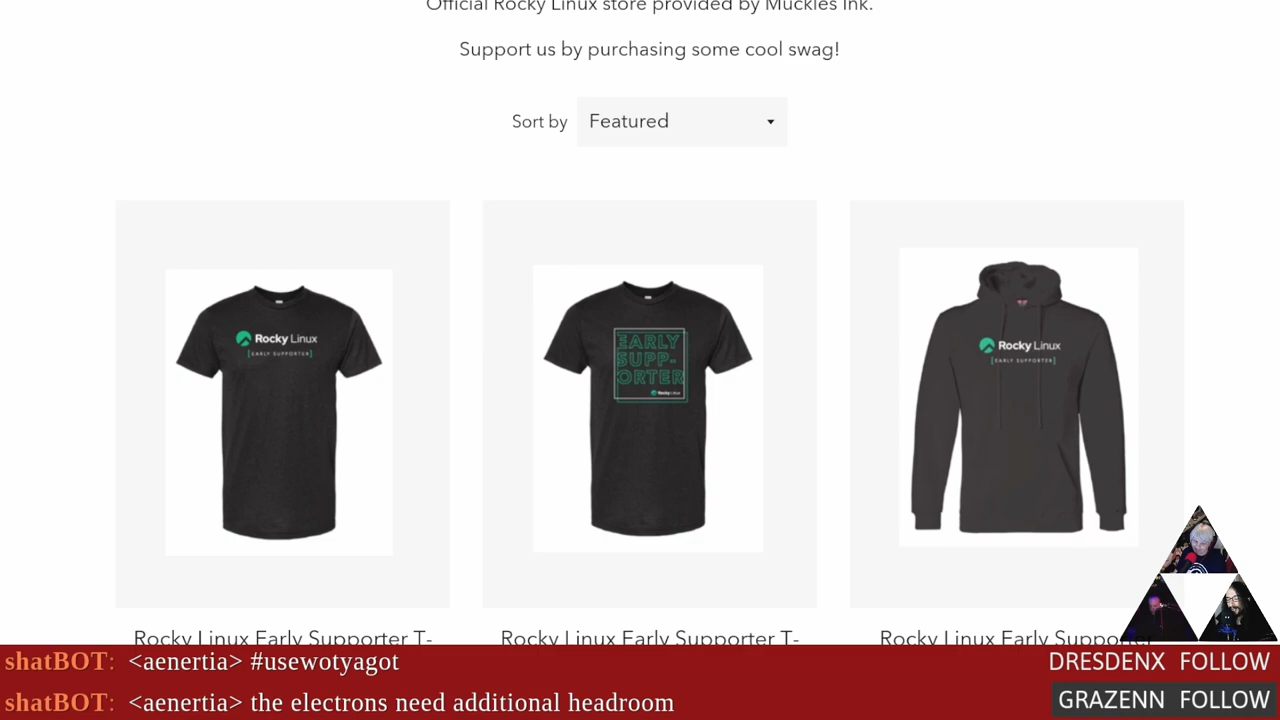 Official Rocky Linux store provided by Muckles Ink.
Support us by purchasing some cool swag!
Sort by Featured
Rocky Linux
[EARLY SUPPORTER]
EARLY
SUPP-
ORTER
Rocky Linux
Rocky Linux
[EARLY SUPPORTER]
Rocky Linux Early Supporter T-
Rocky Linux Early Supporter T-
Rocky Linux Early Supporter
shatBOT: <aenertia> #usewotyagot
DRESDENX FOLLOW
shatBOT: <aenertia> the electrons need additional headroom
GRAZENN FOLLOW